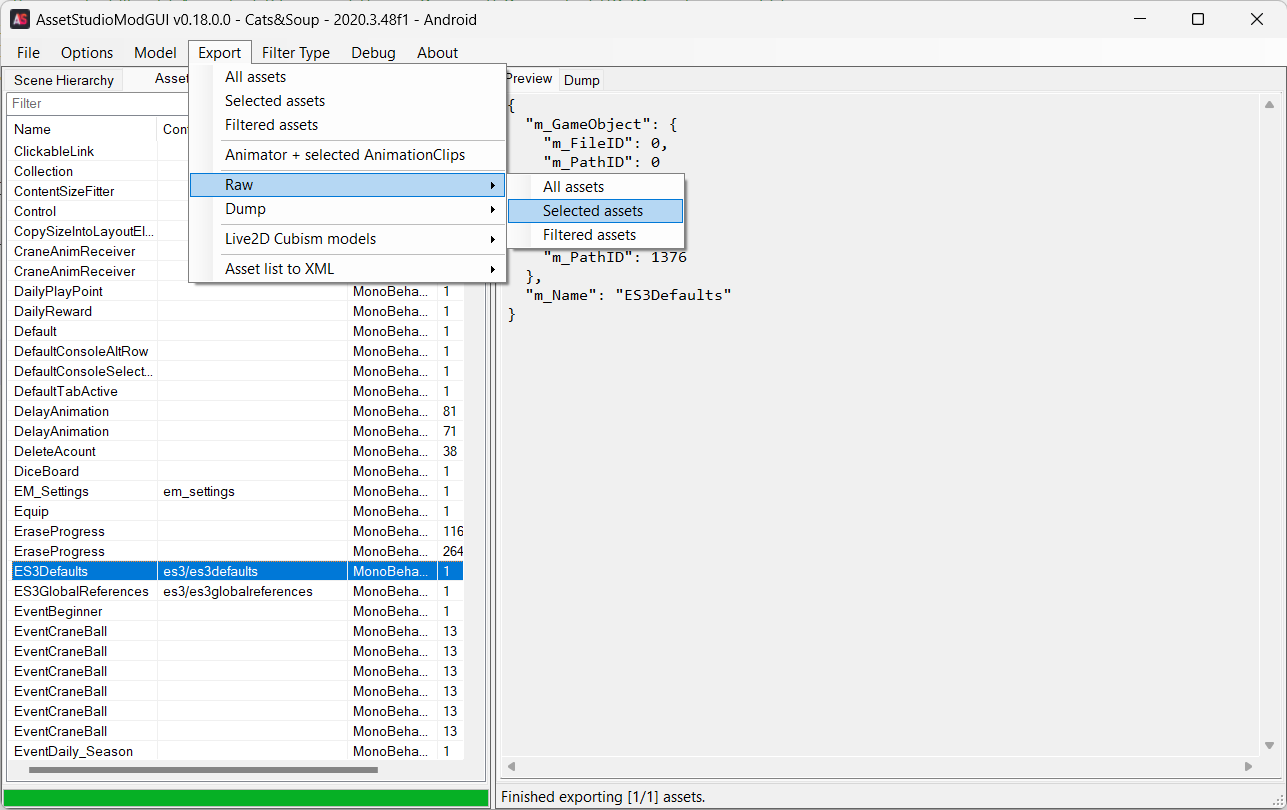 AssetStudioModGUI v0.18.0.0 - Cats&Soup - 2020.3.48f1 - Android
File Options Model Export Filter Type Debug About
Scene Hierarchy Asset
Filter
Name Con
ClickableLink
Collection
ContentSizeFitter
Control
CopySizeIntoLayoutEl...
CraneAnimReceiver
CraneAnimReceiver
DailyPlayPoint MonoBeha... 1
DailyReward MonoBeha... 1
Default MonoBeha... 1
DefaultConsoleAltRow MonoBeha... 1
DefaultConsoleSelect... MonoBeha... 1
DefaultTabActive MonoBeha... 1
DelayAnimation MonoBeha... 81
DelayAnimation MonoBeha... 71
DeleteAcount MonoBeha... 38
DiceBoard MonoBeha... 1
EM_Settings em_settings MonoBeha... 1
Equip MonoBeha... 1
EraseProgress MonoBeha... 116
EraseProgress MonoBeha... 264
ES3Defaults es3/es3defaults MonoBeha... 1
ES3GlobalReferences es3/es3globalreferences MonoBeha... 1
EventBeginner MonoBeha... 1
EventCraneBall MonoBeha... 13
EventCraneBall MonoBeha... 13
EventCraneBall MonoBeha... 13
EventCraneBall MonoBeha... 13
EventCraneBall MonoBeha... 13
EventCraneBall MonoBeha... 13
EventDaily_Season MonoBeha... 1
All assets
Selected assets
Filtered assets
Animator + selected AnimationClips
Raw
Dump
Live2D Cubism models
Asset list to XML
All assets
Selected assets
Filtered assets
Preview Dump
{
"m_GameObject": {
"m_FileID": 0,
"m_PathID": 0
"m_PathID": 1376
},
"m_Name": "ES3Defaults"
}
Finished exporting [1/1] assets.